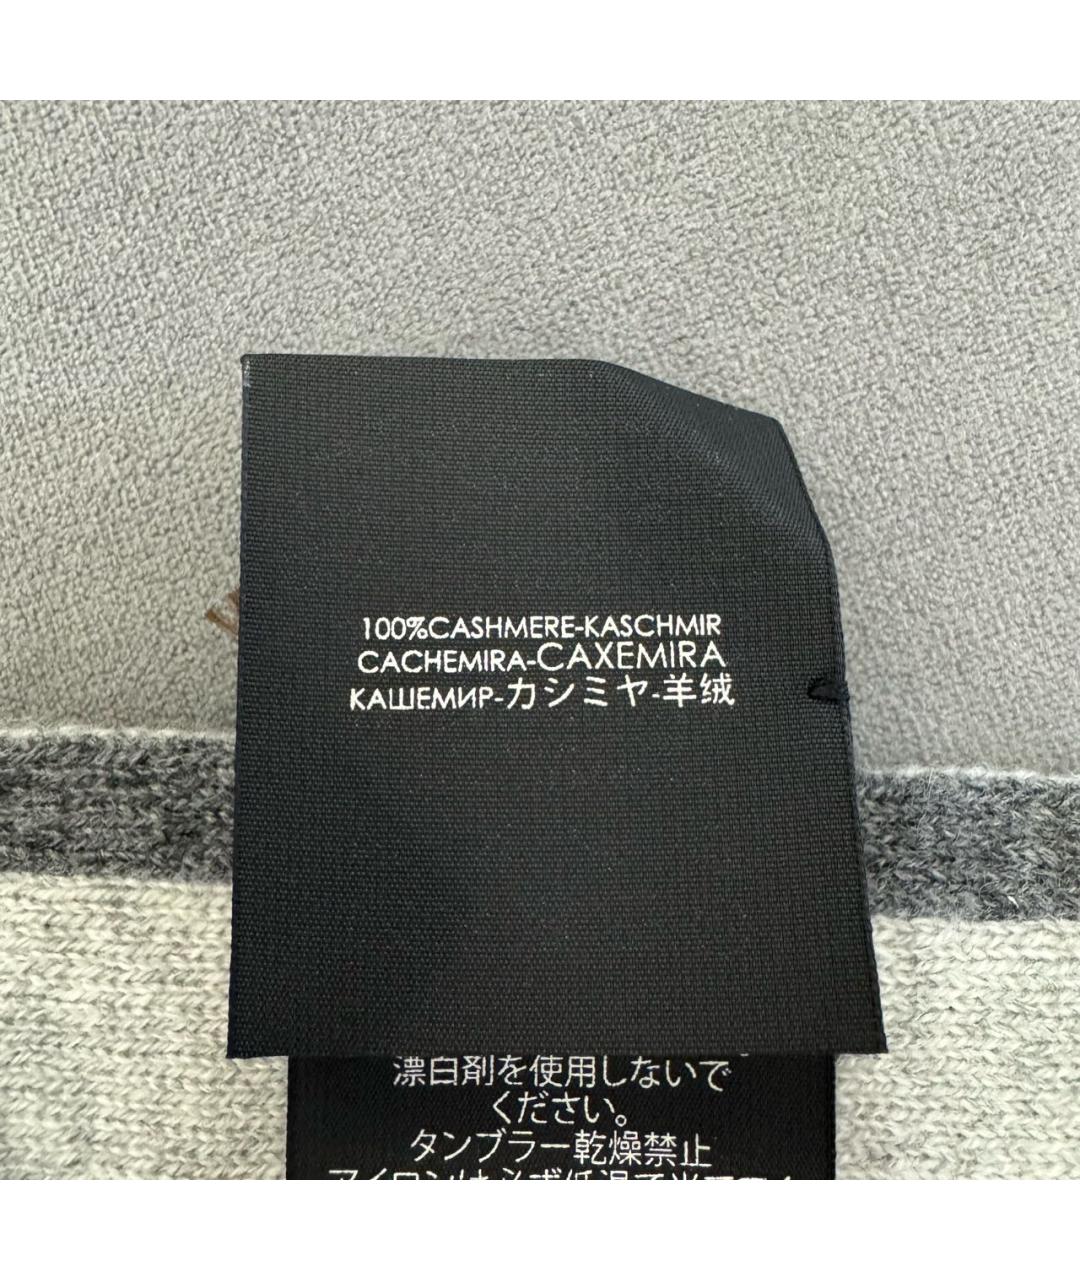 100%CASHMERE-KASCHMIR
CACHEMIRA-CAXEMIRA
КАШЕМИР-カシミヤ-羊绒
漂白剤を使用しないで
ください。
タンブラー乾燥禁止